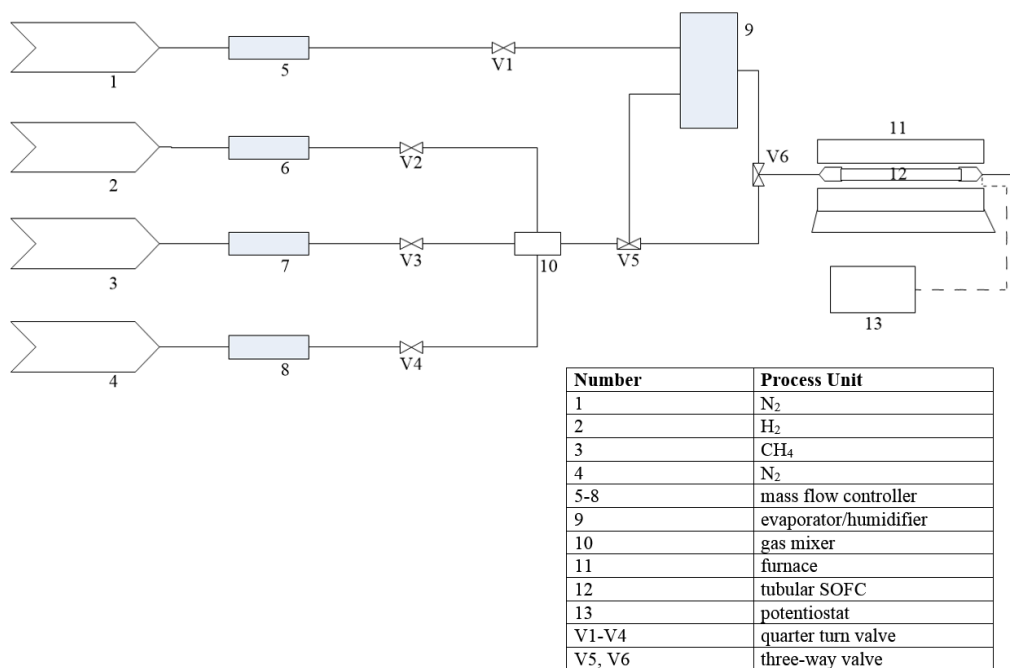 9
1
5
V1
11
2
6
V2
V6
12
3
7
V3
10
V5
13
4
8
V4
Number Process Unit
1 N₂
2 H₂
3 CH₄
4 N₂
5-8 mass flow controller
9 evaporator/humidifier
10 gas mixer
11 furnace
12 tubular SOFC
13 potentiostat
V1-V4 quarter turn valve
V5, V6 three-way valve